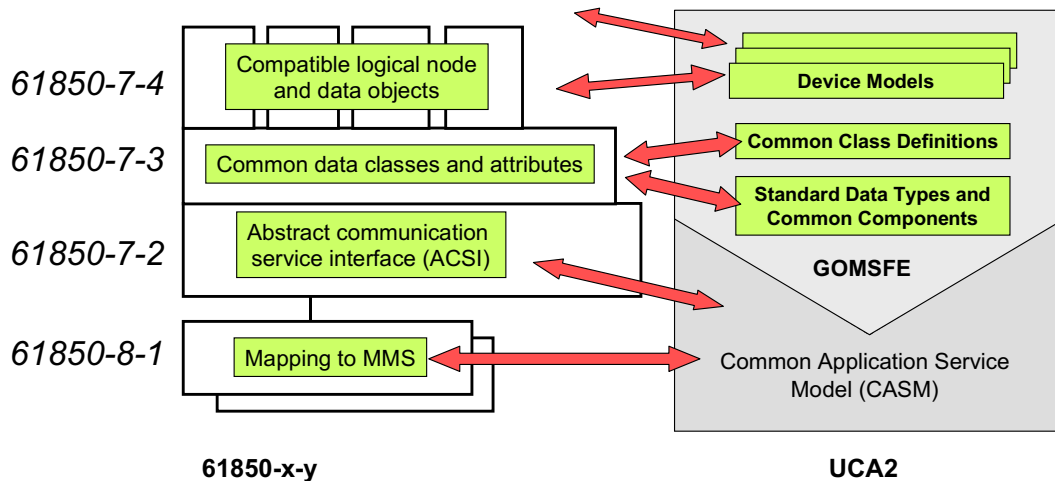 61850-7-4
Compatible logical node
and data objects
Device Models
61850-7-3
Common data classes and attributes
Common Class Definitions
Standard Data Types and
Common Components
61850-7-2
Abstract communication
service interface (ACSI)
GOMSFE
61850-8-1
Mapping to MMS
Common Application Service
Model (CASM)
61850-x-y
UCA2